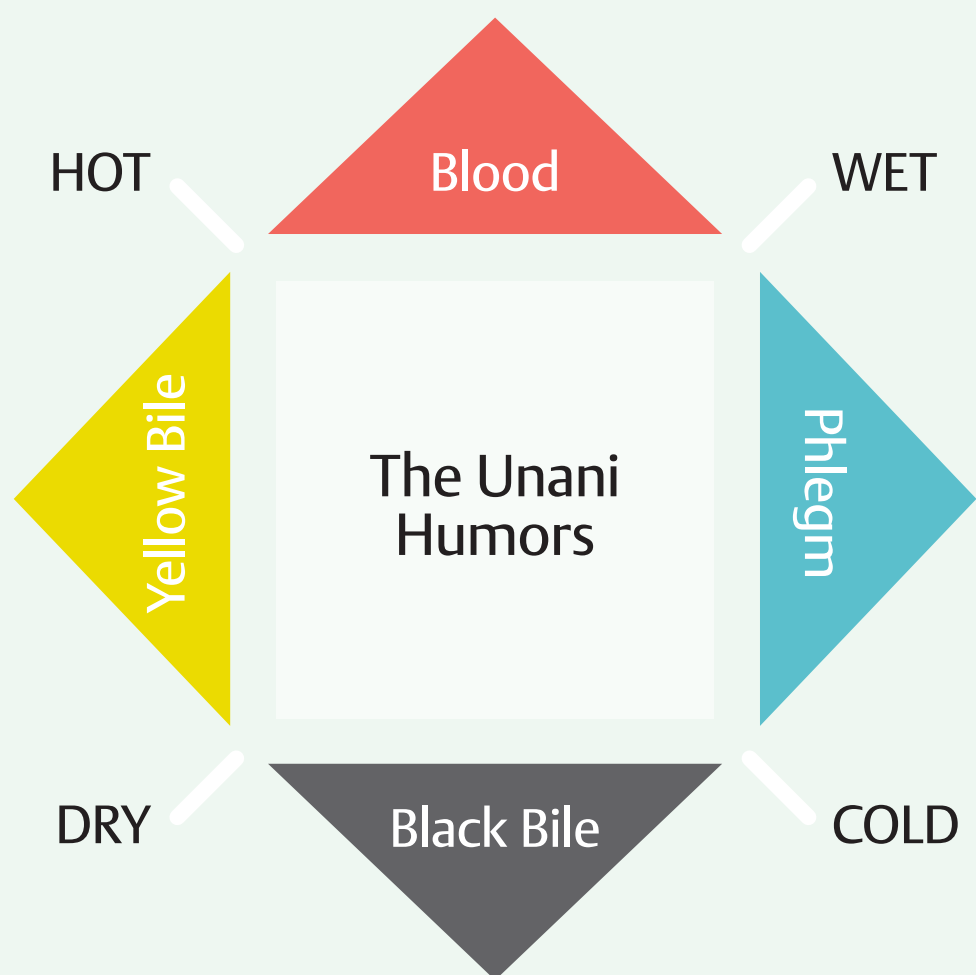 HOT
Blood
WET
Yellow Bile
The Unani
Humors
Phlegm
DRY
Black Bile
COLD